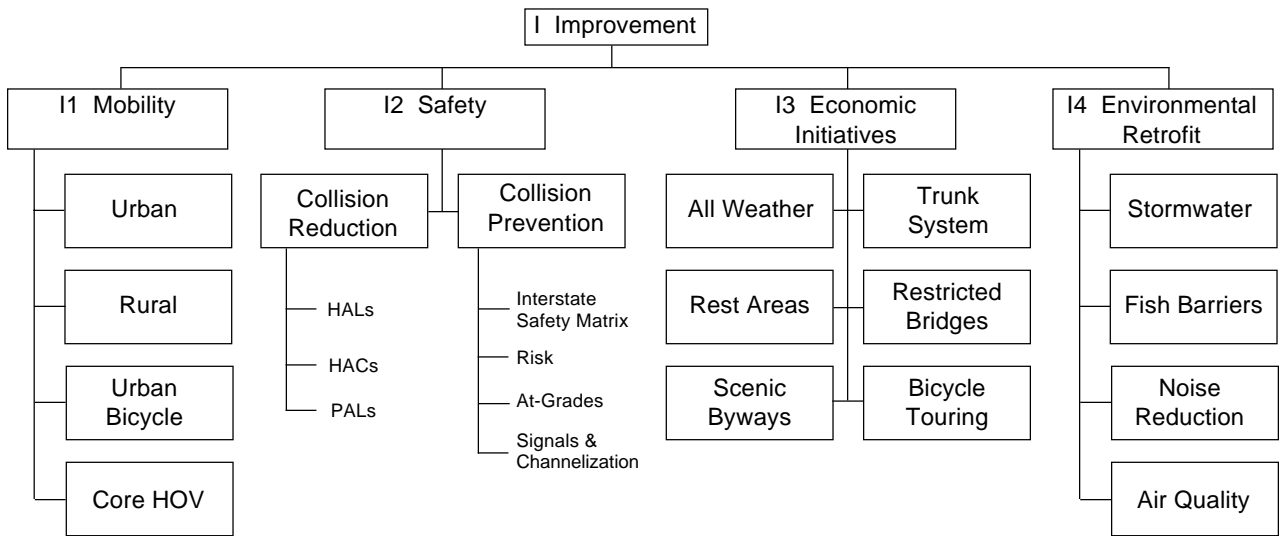 I Improvement
I1 Mobility
I2 Safety
I3 Economic
Initiatives
I4 Environmental
Retrofit
Urban
Rural
Urban
Bicycle
Core HOV
Collision
Reduction
HALs
HACs
PALs
Collision
Prevention
Interstate
Safety Matrix
Risk
At-Grades
Signals &
Channelization
All Weather
Trunk
System
Rest Areas
Restricted
Bridges
Scenic
Byways
Bicycle
Touring
Stormwater
Fish Barriers
Noise
Reduction
Air Quality